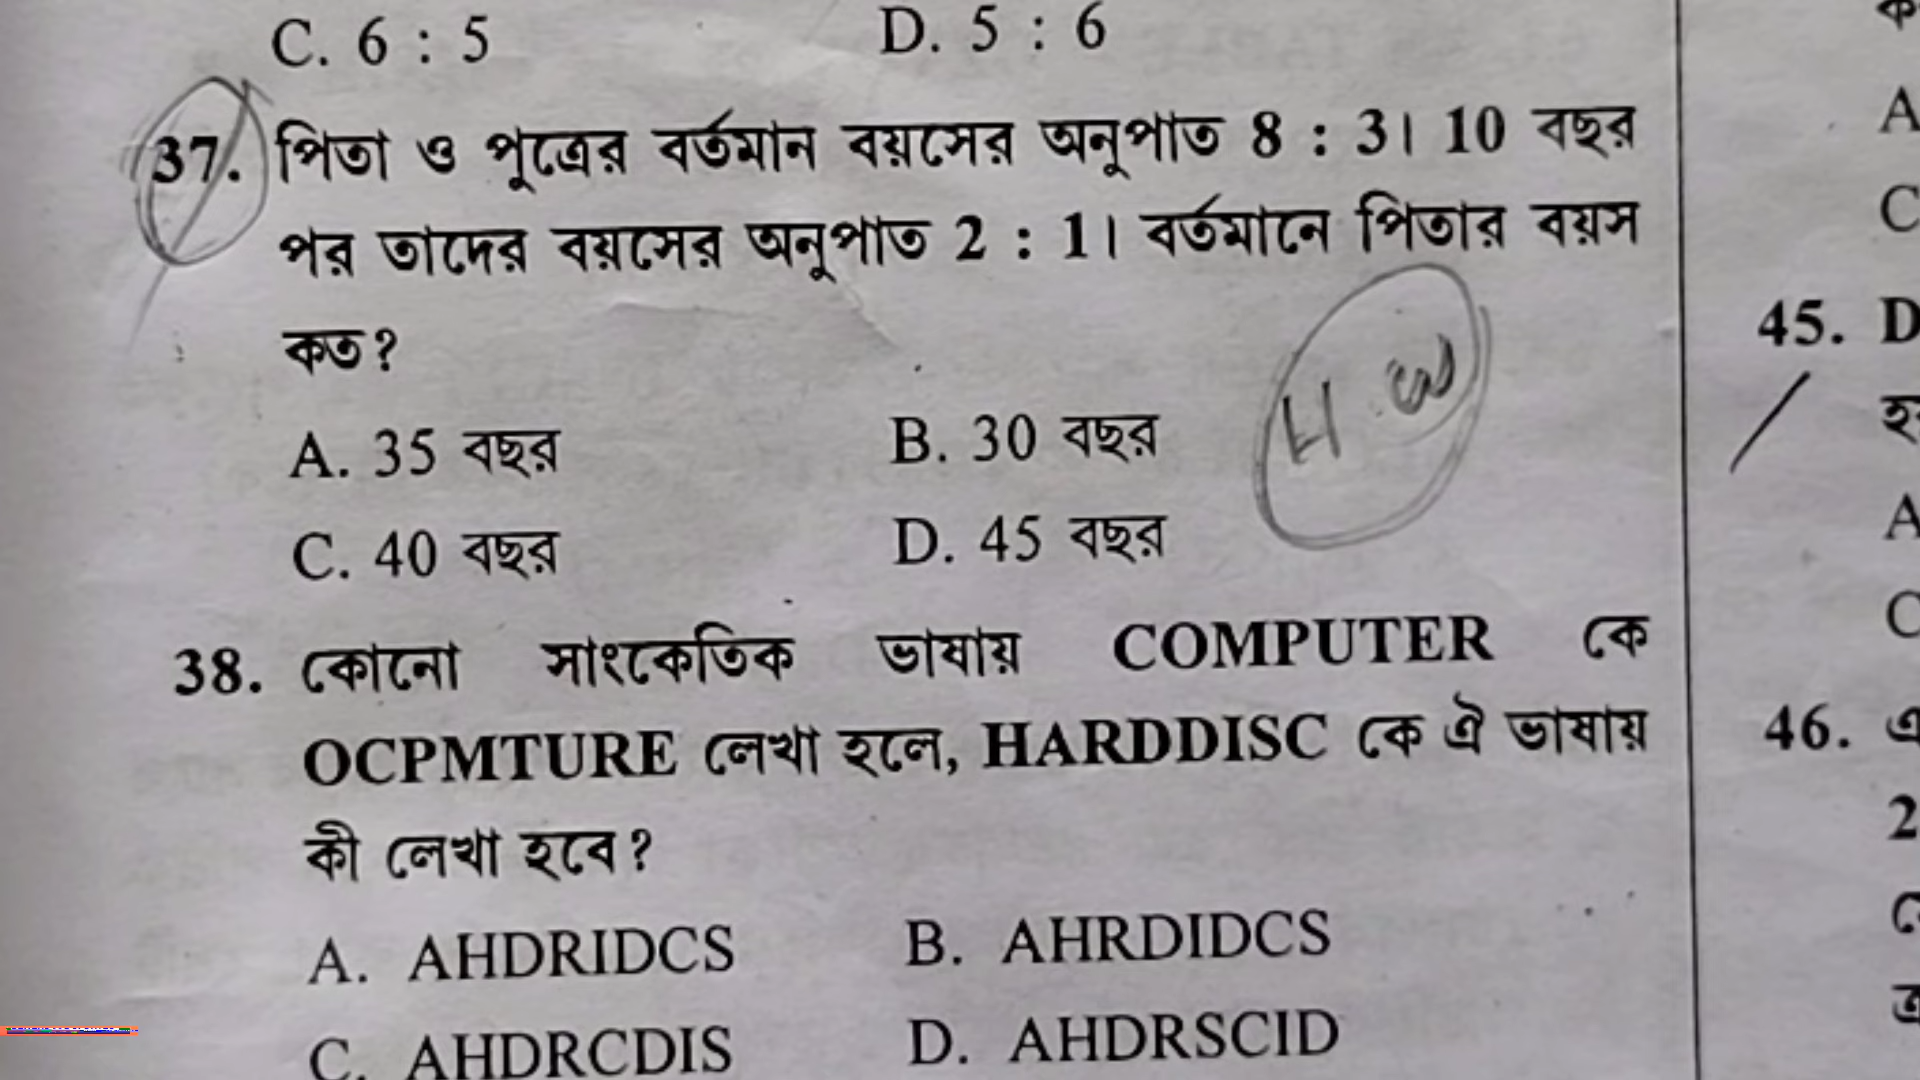 C. 6 : 5
D. 5 : 6
37. পিতা ও পুত্রের বর্তমান বয়সের অনুপাত 8 : 3। 10 বছর
পর তাদের বয়সের অনুপাত 2 : 1। বর্তমানে পিতার বয়স
কত?
A. 35 বছর
B. 30 বছর
C. 40 বছর
D. 45 বছর
H.W
38. কোনো সাংকেতিক ভাষায় COMPUTER কে
OCPMTURE লেখা হলে, HARDDISC কে ঐ ভাষায়
কী লেখা হবে?
A. AHDRIDCS
B. AHRDIDCS
C. AHDRCDIS
D. AHDRSCID
A
C
45. D
A
C
46. এ
2